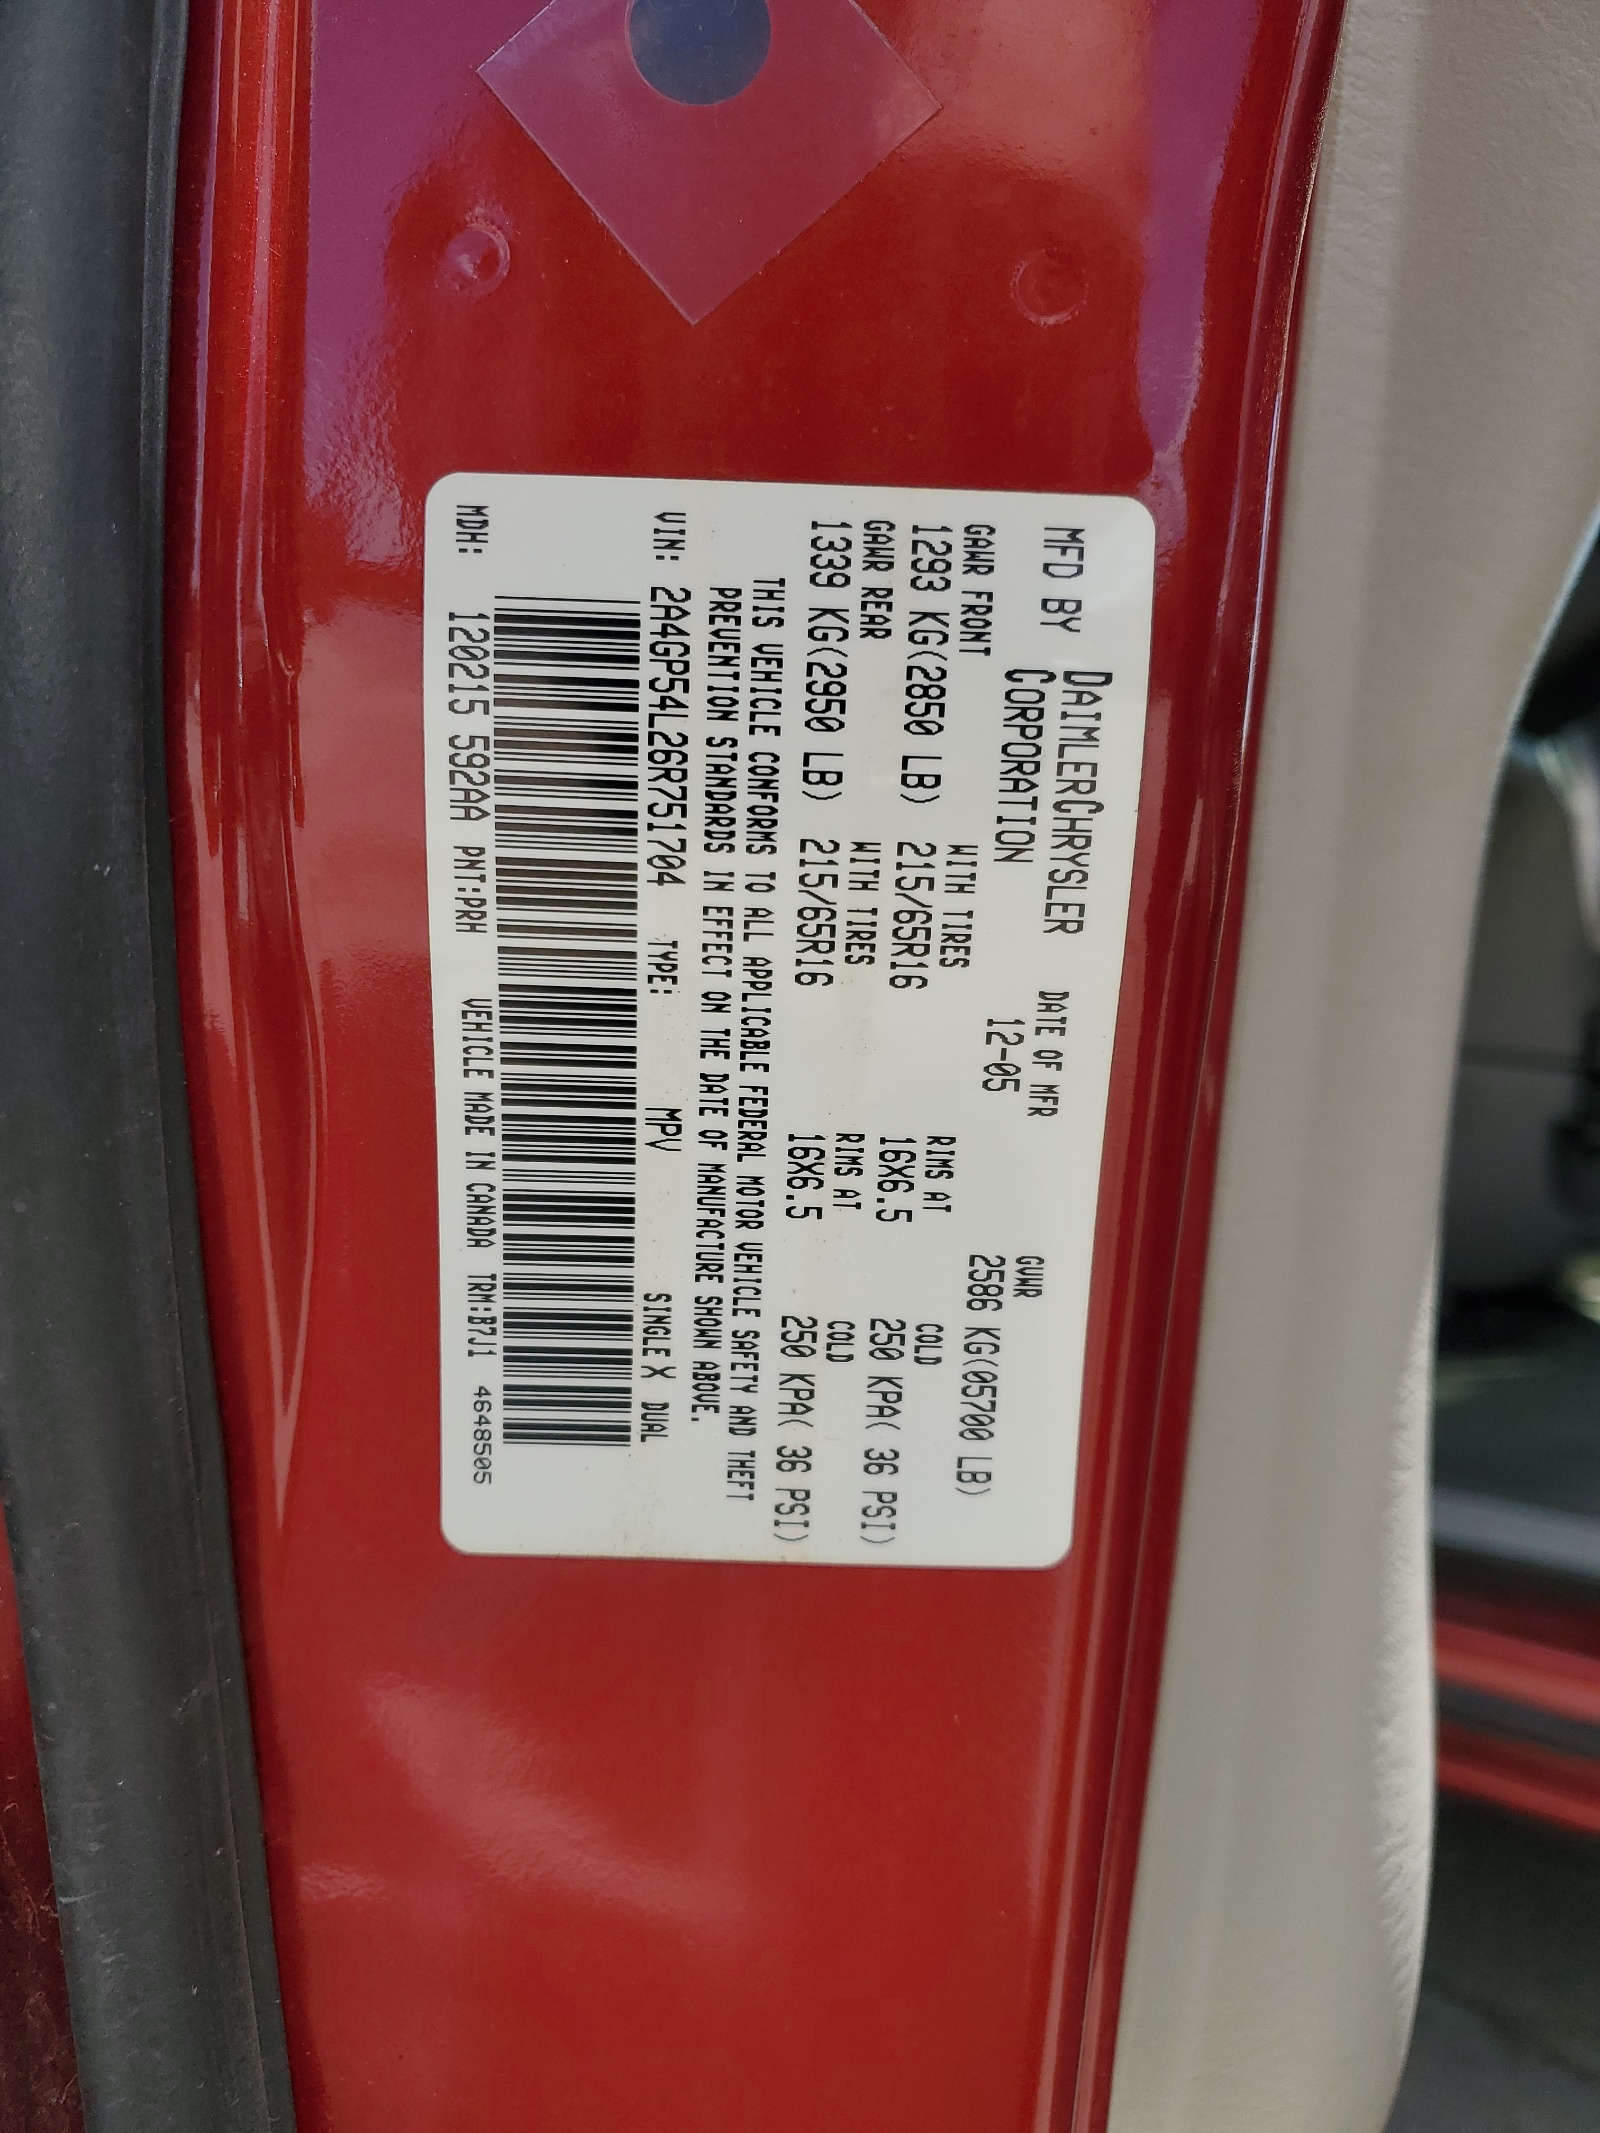 MFD BY DAIMLERCHRYSLER CORPORATION DATE OF MFR 12-05 GVWR 2586 KG(05700 LB)
GAWR FRONT WITH TIRES RIMS AT COLD
1293 KG(2850 LB) 215/65R16 16X6.5 250 KPA( 36 PSI)
GAWR REAR WITH TIRES RIMS AT COLD
1339 KG(2950 LB) 215/65R16 16X6.5 250 KPA( 36 PSI)
THIS VEHICLE CONFORMS TO ALL APPLICABLE FEDERAL MOTOR VEHICLE SAFETY AND THEFT
PREVENTION STANDARDS IN EFFECT ON THE DATE OF MANUFACTURE SHOWN ABOVE.
VIN: 2A4GP54L26R751704 TYPE: MPV SINGLE X DUAL
MDH: 120215 592AA PNT:PRH VEHICLE MADE IN CANADA TRM:B7J1 4648505